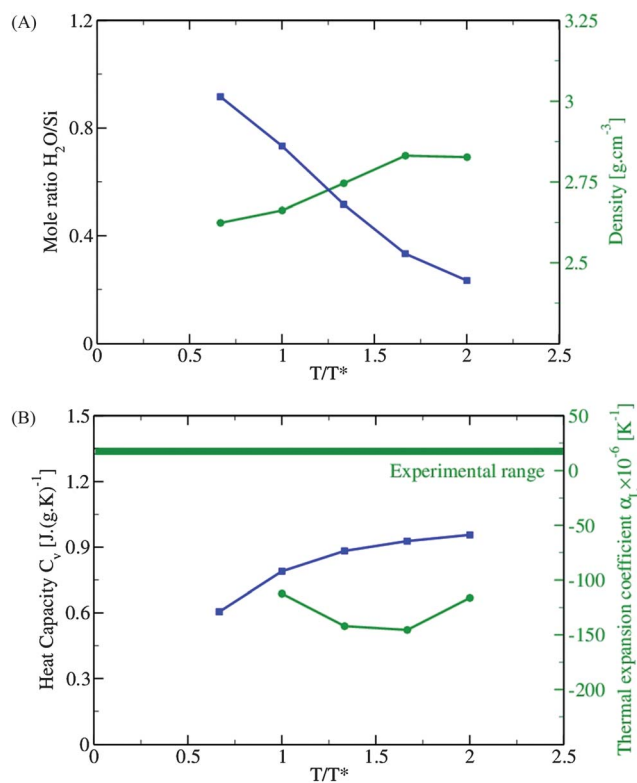 (A)
1.2
0.8
0.4
0
Mole ratio H₂O/Si
3.25
3
2.75
2.5
Density [g.cm⁻³]
0 0.5 1 1.5 2 2.5
T/T*
(B)
1.5
1.2
0.9
0.6
0.3
0
Heat Capacity Cᵥ [J.(g.K)⁻¹]
Experimental range
50
0
-50
-100
-150
-200
Thermal expansion coefficient α_L×10⁻⁶ [K⁻¹]
0 0.5 1 1.5 2 2.5
T/T*